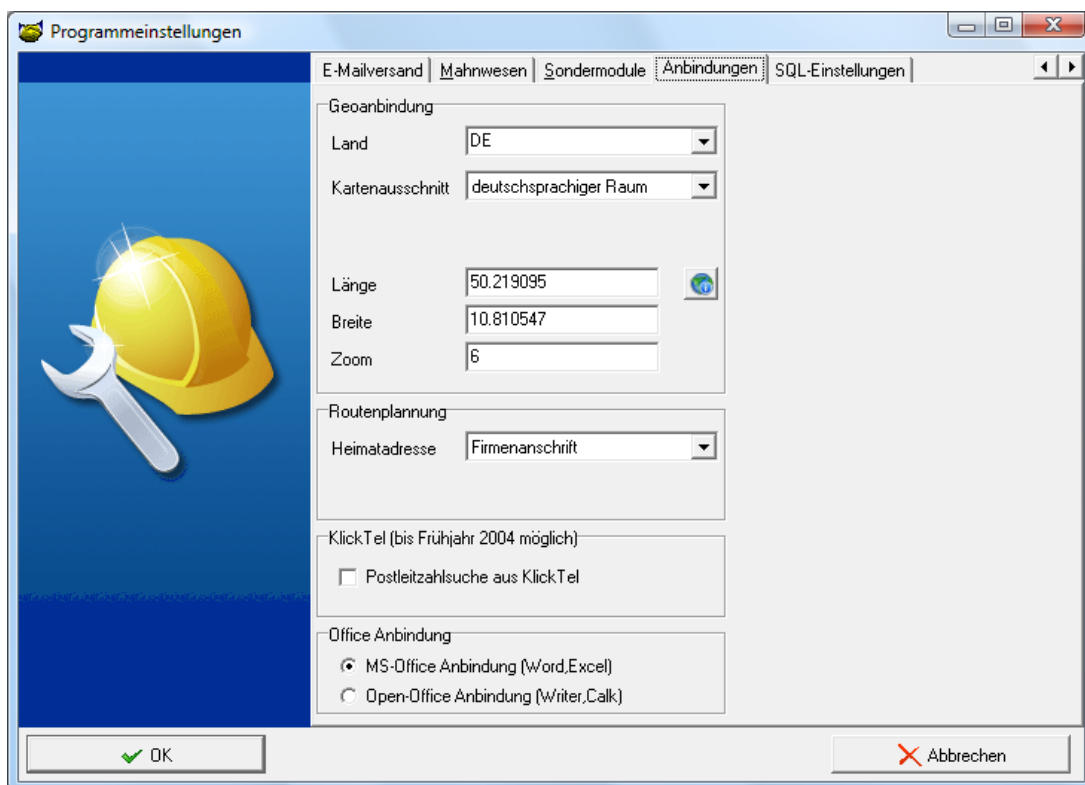 Programmeinstellungen
E-Mailversand Mahnwesen Sondermodule Anbindungen SQL-Einstellungen
Geoanbindung
Land DE
Kartenausschnitt deutschsprachiger Raum
Länge 50.219095
Breite 10.810547
Zoom 6
Routenplannung
Heimatadresse Firmenanschrift
KlickTel (bis Frühjahr 2004 möglich)
Postleitzahlsuche aus KlickTel
Office Anbindung
MS-Office Anbindung (Word,Excel)
Open-Office Anbindung (Writer,Calk)
OK Abbrechen